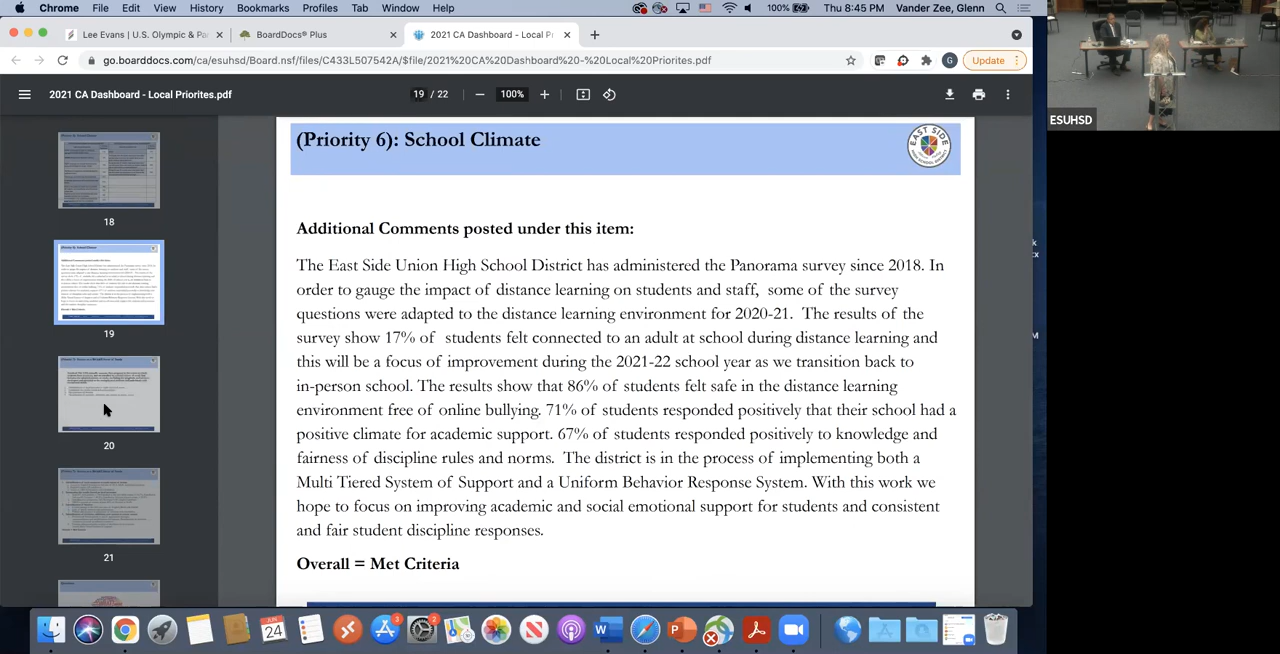 Chrome File Edit View History Bookmarks Profiles Tab Window Help 100% Thu 8:45 PM Vander Zee, Glenn
Lee Evans | U.S. Olympic & Pa BoardDocs® Plus 2021 CA Dashboard - Local Pr
go.boarddocs.com/ca/esuhsd/Board.nsf/files/C433L507542A/$file/2021%20CA%20Dashboard%20-%20Local%20Priorites.pdf G Update
2021 CA Dashboard - Local Priorites.pdf 19 / 22 100%
ESUHSD
18
19
20
21
(Priority 6): School Climate
EAST SIDE
Additional Comments posted under this item:
The East Side Union High School District has administered the Panorama survey since 2018. In
order to gauge the impact of distance learning on students and staff, some of the survey
questions were adapted to the distance learning environment for 2020-21. The results of the
survey show 17% of students felt connected to an adult at school during distance learning and
this will be a focus of improvement during the 2021-22 school year as we transition back to
in-person school. The results show that 86% of students felt safe in the distance learning
environment free of online bullying. 71% of students responded positively that their school had a
positive climate for academic support. 67% of students responded positively to knowledge and
fairness of discipline rules and norms. The district is in the process of implementing both a
Multi Tiered System of Support and a Uniform Behavior Response System. With this work we
hope to focus on improving academic and social emotional support for students and consistent
and fair student discipline responses.
Overall = Met Criteria
JUN
24
3
2
W
P